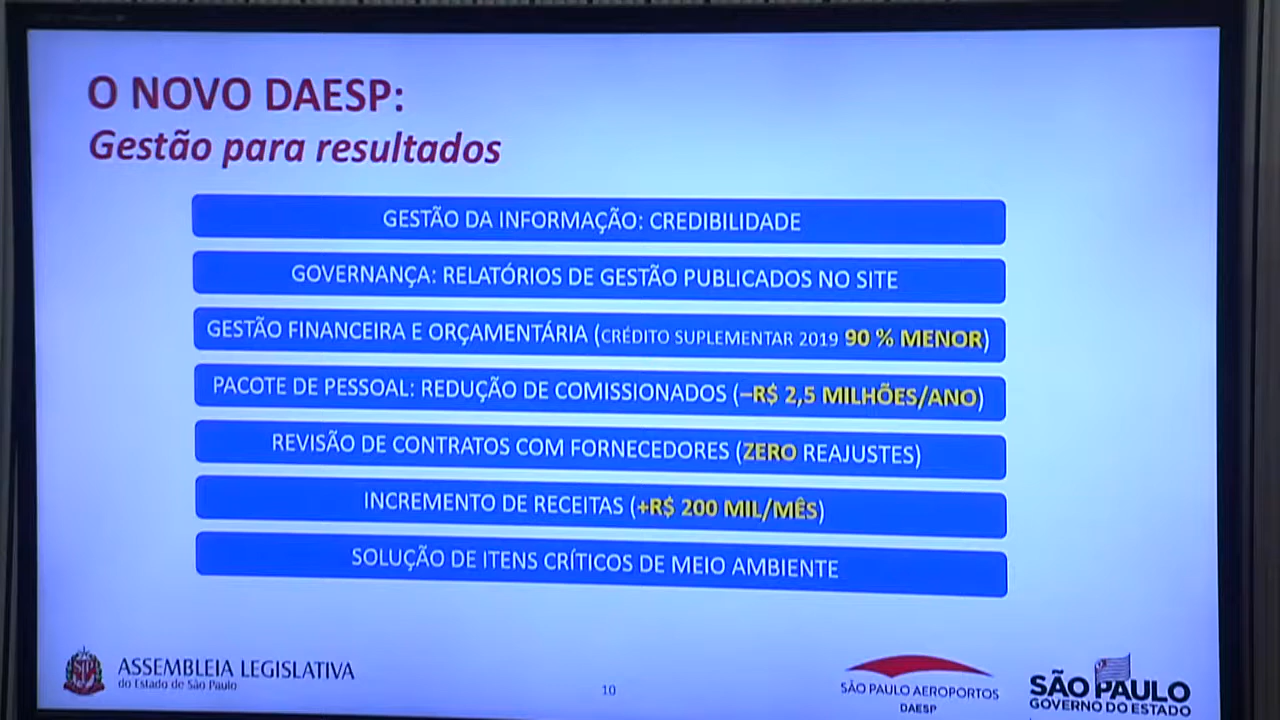 O NOVO DAESP:
Gestão para resultados
GESTÃO DA INFORMAÇÃO: CREDIBILIDADE
GOVERNANÇA: RELATÓRIOS DE GESTÃO PUBLICADOS NO SITE
GESTÃO FINANCEIRA E ORÇAMENTÁRIA (CRÉDITO SUPLEMENTAR 2019 90 % MENOR)
PACOTE DE PESSOAL: REDUÇÃO DE COMISSIONADOS (–R$ 2,5 MILHÕES/ANO)
REVISÃO DE CONTRATOS COM FORNECEDORES (ZERO REAJUSTES)
INCREMENTO DE RECEITAS (+R$ 200 MIL/MÊS)
SOLUÇÃO DE ITENS CRÍTICOS DE MEIO AMBIENTE
ASSEMBLEIA LEGISLATIVA
do Estado de São Paulo
10
SÃO PAULO AEROPORTOS
DAESP
SÃO PAULO
GOVERNO DO ESTADO